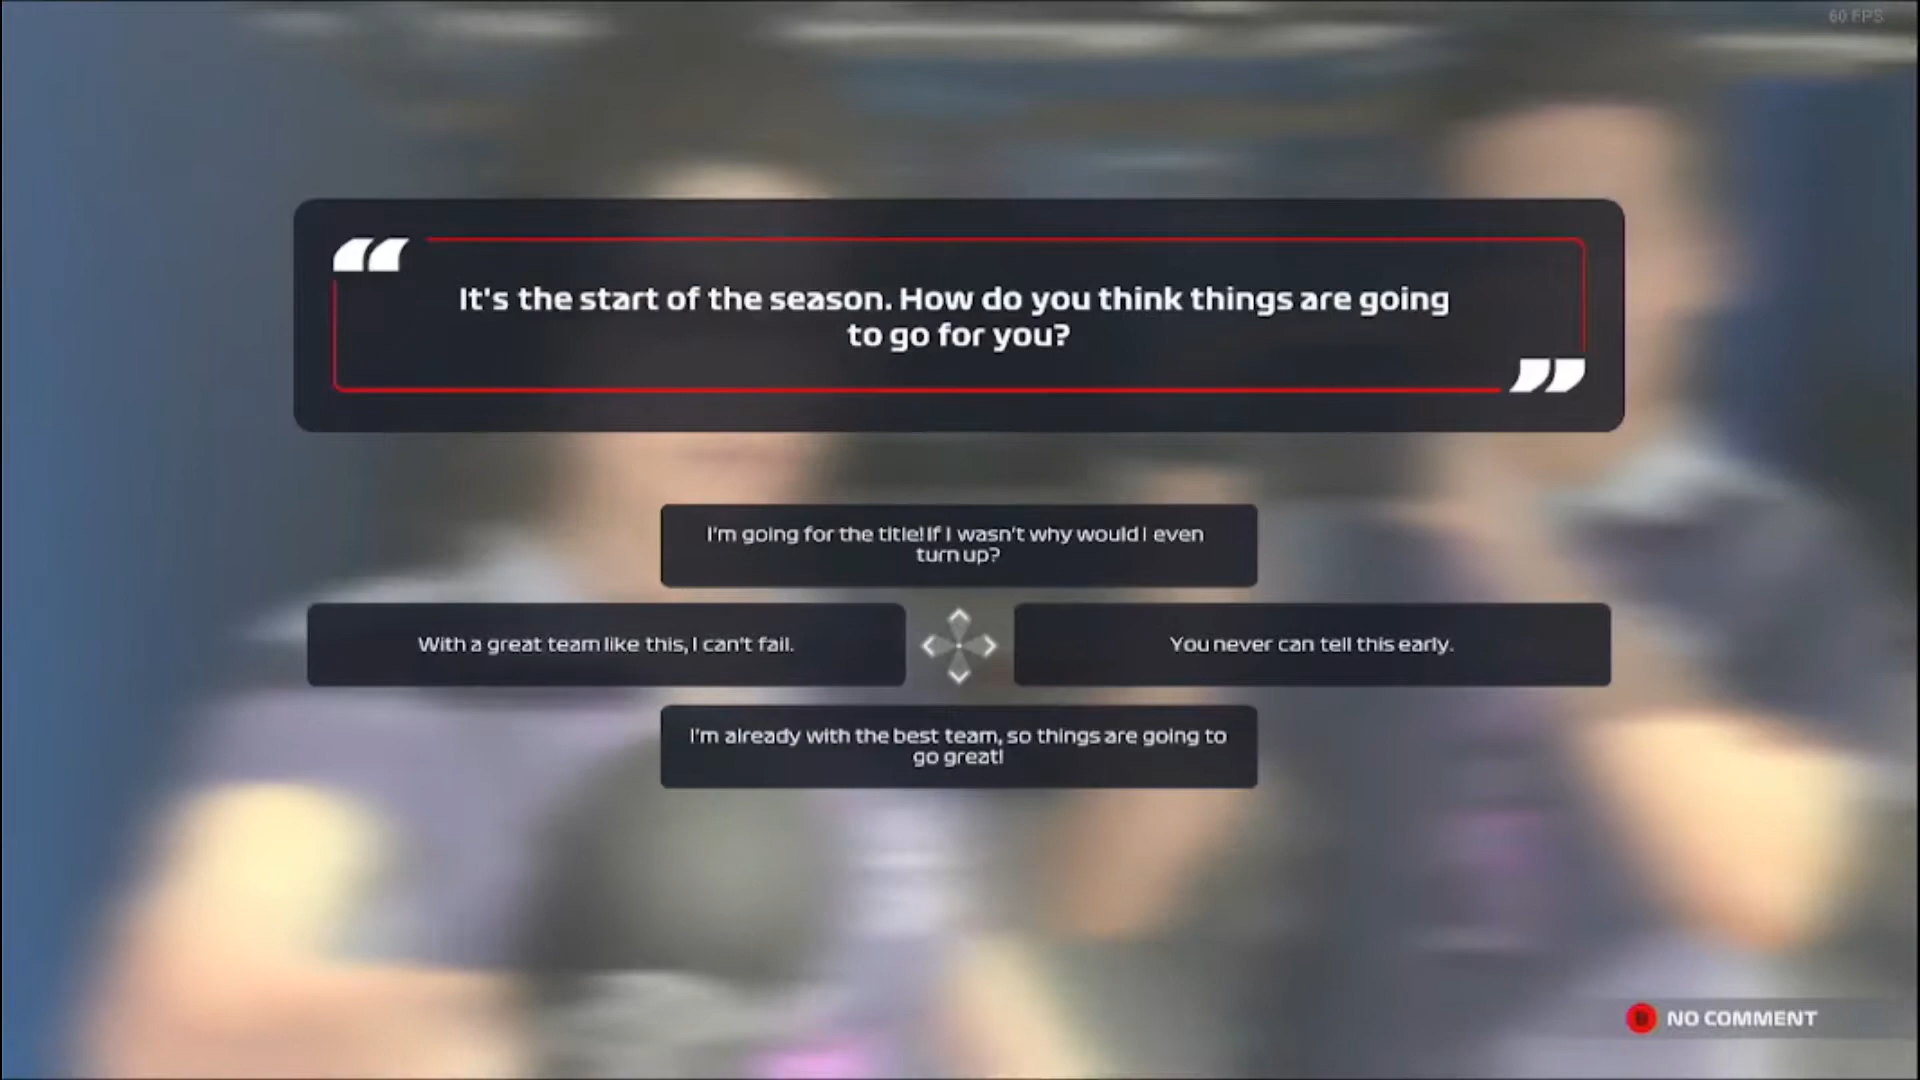 60 FPS
It's the start of the season. How do you think things are going
to go for you?
I'm going for the title! If I wasn't why would I even
turn up?
With a great team like this, I can't fail.
You never can tell this early.
I'm already with the best team, so things are going to
go great!
B NO COMMENT